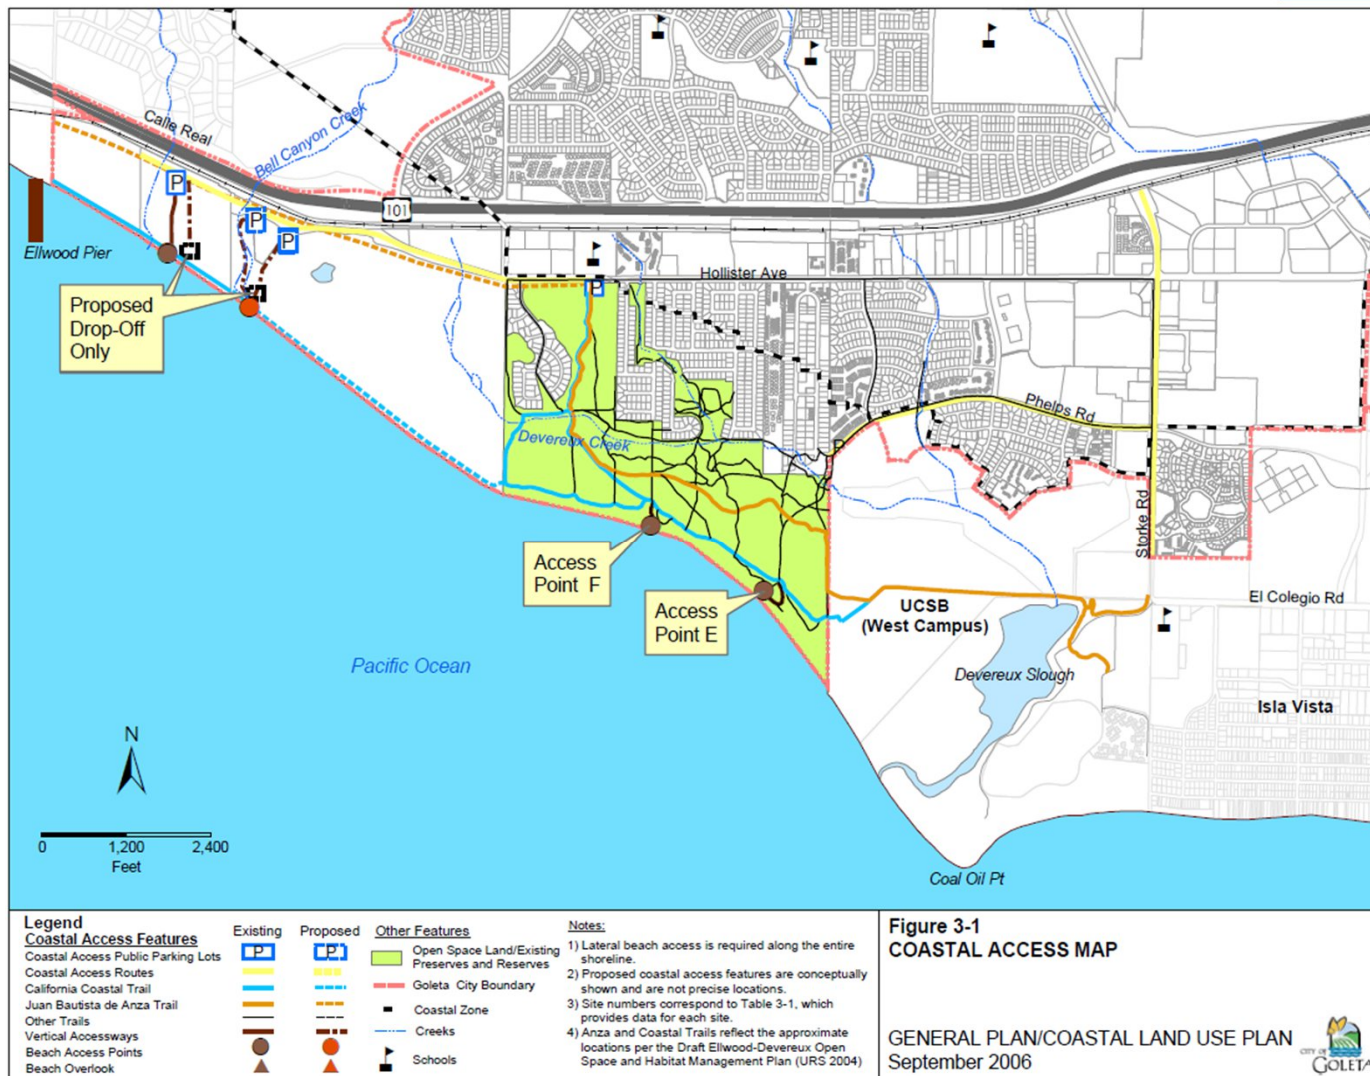 Calle Real
Bell Canyon Creek
P
P
P
101
Ellwood Pier
Hollister Ave
P
Proposed
Drop-Off
Only
Phelps Rd
Devereux Creek
P
Storke Rd
Access
Point F
Access
Point E
UCSB
(West Campus)
El Colegio Rd
Pacific Ocean
Devereux Slough
Isla Vista
N
0 1,200 2,400
Feet
Coal Oil Pt
Legend
Coastal Access Features Existing Proposed
Coastal Access Public Parking Lots P P
Coastal Access Routes
California Coastal Trail
Juan Bautista de Anza Trail
Other Trails
Vertical Accessways
Beach Access Points
Beach Overlook
Other Features
Open Space Land/Existing
Preserves and Reserves
Goleta City Boundary
Coastal Zone
Creeks
Schools
Notes:
1) Lateral beach access is required along the entire
shoreline.
2) Proposed coastal access features are conceptually
shown and are not precise locations.
3) Site numbers correspond to Table 3-1, which
provides data for each site.
4) Anza and Coastal Trails reflect the approximate
locations per the Draft Ellwood-Devereux Open
Space and Habitat Management Plan (URS 2004)
Figure 3-1
COASTAL ACCESS MAP
GENERAL PLAN/COASTAL LAND USE PLAN
September 2006
CITY OF
GOLETA